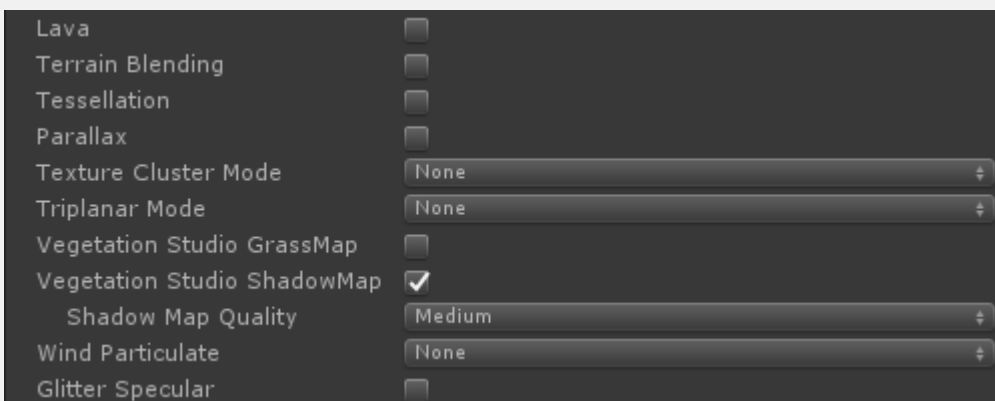 Lava
Terrain Blending
Tessellation
Parallax
Texture Cluster Mode None
Triplanar Mode None
Vegetation Studio GrassMap
Vegetation Studio ShadowMap
Shadow Map Quality Medium
Wind Particulate None
Glitter Specular